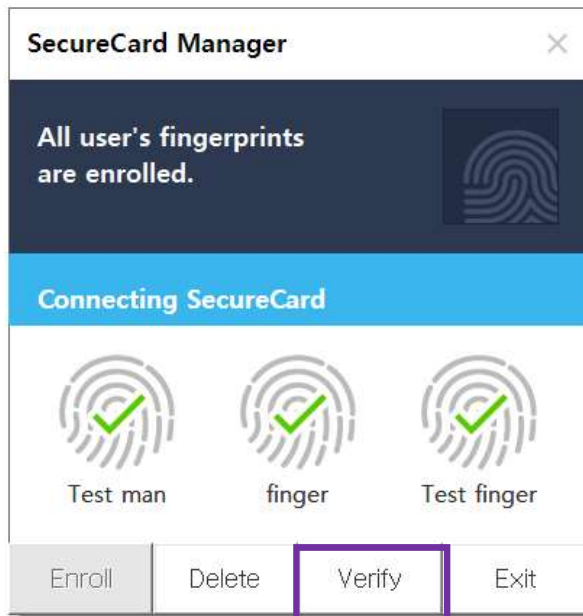 SecureCard Manager
All user's fingerprints
are enrolled.
Connecting SecureCard
Test man finger Test finger
Enroll Delete Verify Exit